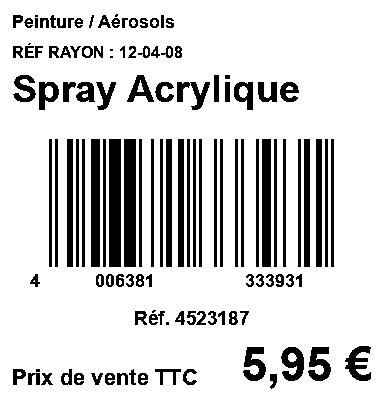 Peinture / Aérosols
RÉF RAYON : 12-04-08
Spray Acrylique
4 006381 333931
Réf. 4523187
Prix de vente TTC 5,95 €